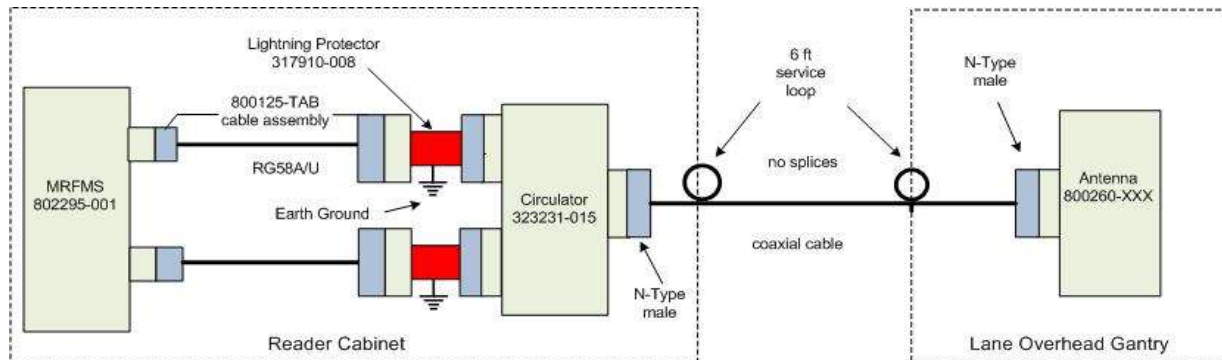 Lightning Protector
317910-008
6 ft
service
loop
N-Type
male
800125-TAB
cable assembly
RG58A/U
no splices
MRFMS
802295-001
Circulator
323231-015
Antenna
800260-XXX
Earth Ground
coaxial cable
N-Type
male
Reader Cabinet
Lane Overhead Gantry